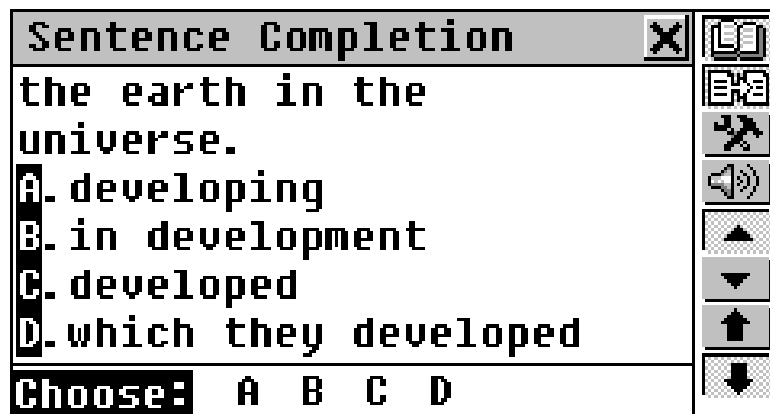 Sentence Completion
the earth in the
universe.
A. developing
B. in development
C. developed
D. which they developed
Choose: A B C D